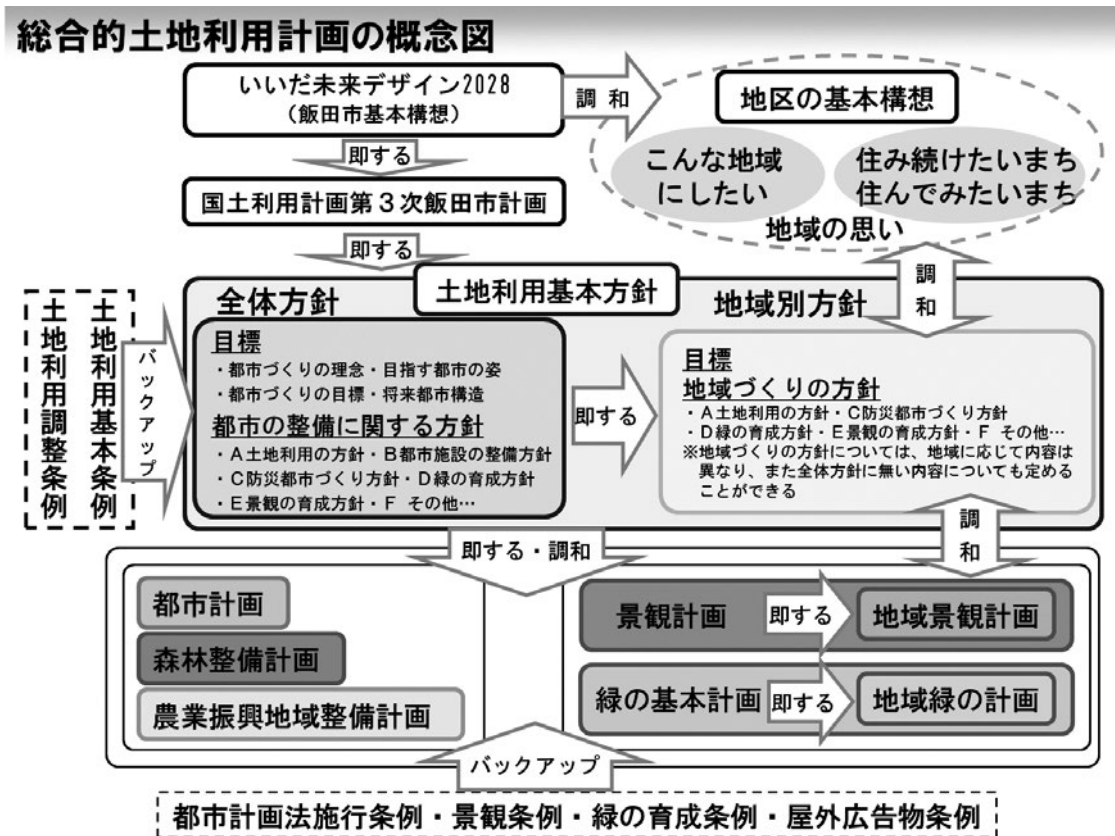 総合的土地利用計画の概念図
いいだ未来デザイン2028
（飯田市基本構想）
調 和
地区の基本構想
こんな地域
にしたい
住み続けたいまち
住んでみたいまち
地域の思い
即する
国土利用計画第３次飯田市計画
即する
調
和
土地利用基本方針
土地利用調整条例
土地利用基本条例
バックアップ
全体方針
目標
・都市づくりの理念・目指す都市の姿
・都市づくりの目標・将来都市構造
都市の整備に関する方針
・Ａ土地利用の方針・Ｂ都市施設の整備方針
・Ｃ防災都市づくり方針・Ｄ緑の育成方針
・Ｅ景観の育成方針・Ｆ その他…
即する
地域別方針
目標
地域づくりの方針
・Ａ土地利用の方針・Ｃ防災都市づくり方針
・Ｄ緑の育成方針・Ｅ景観の育成方針・Ｆ その他…
※地域づくりの方針については、地域に応じて内容は
異なり、また全体方針に無い内容についても定める
ことができる
即する・調和
調
和
都市計画
森林整備計画
農業振興地域整備計画
景観計画
即する
地域景観計画
緑の基本計画
即する
地域緑の計画
バックアップ
都市計画法施行条例・景観条例・緑の育成条例・屋外広告物条例